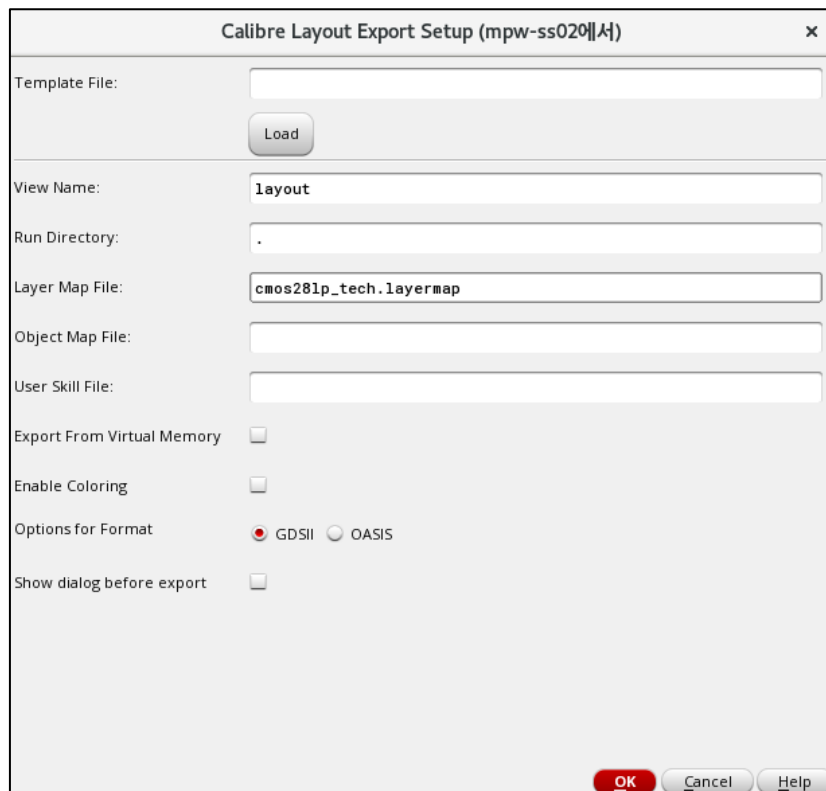 Calibre Layout Export Setup (mpw-ss02에서)
Template File:
Load
View Name: layout
Run Directory: .
Layer Map File: cmos28lp_tech.layermap
Object Map File:
User Skill File:
Export From Virtual Memory
Enable Coloring
Options for Format GDSII OASIS
Show dialog before export
OK Cancel Help